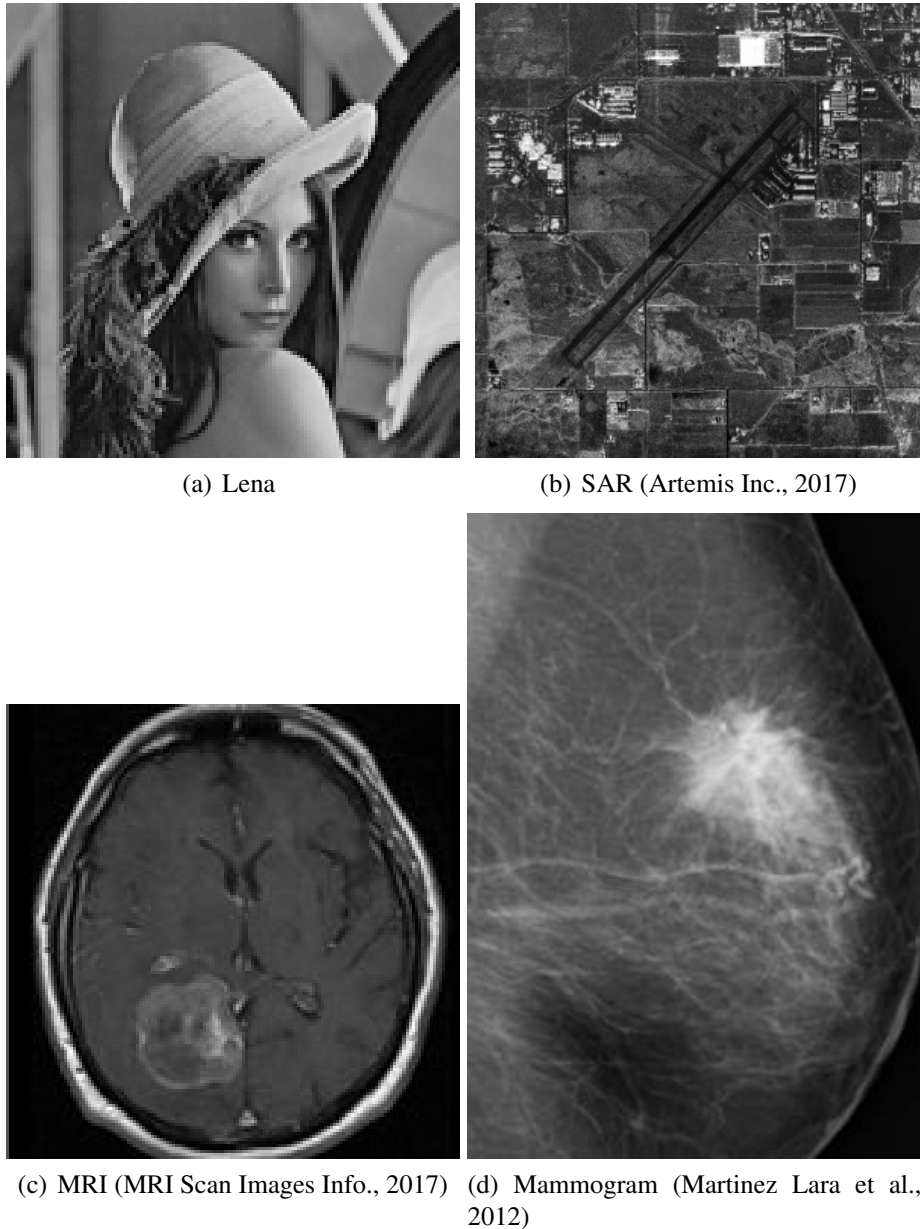 (a) Lena
(b) SAR (Artemis Inc., 2017)
(c) MRI (MRI Scan Images Info., 2017)
(d) Mammogram (Martinez Lara et al.,
2012)